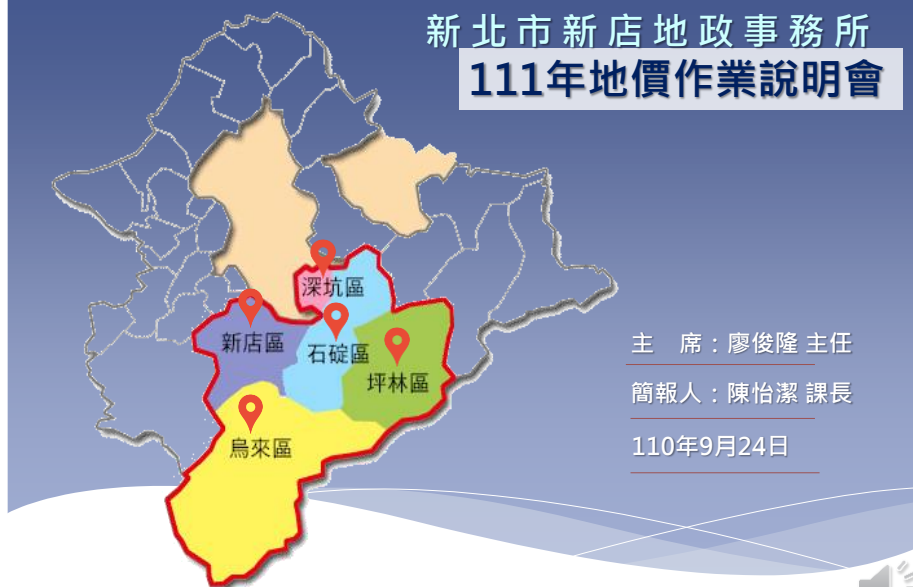 新北市新店地政事務所
111年地價作業說明會
深坑區
新店區
石碇區
坪林區
烏來區
主　席：廖俊隆 主任
簡報人：陳怡潔 課長
110年9月24日